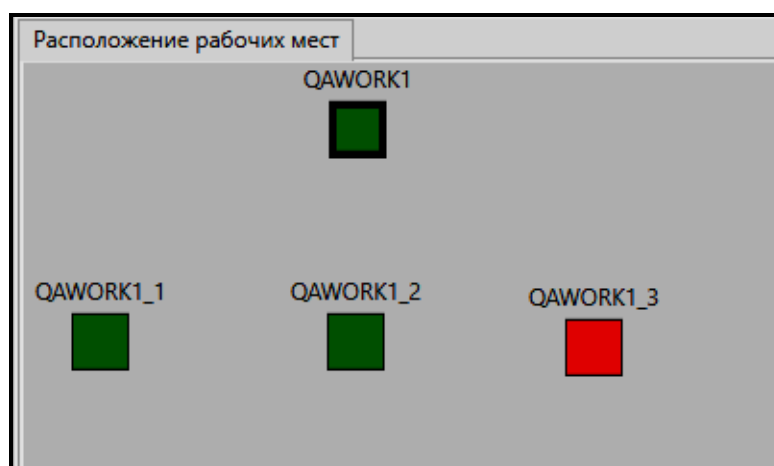 Расположение рабочих мест
QAWORK1
QAWORK1_1
QAWORK1_2
QAWORK1_3